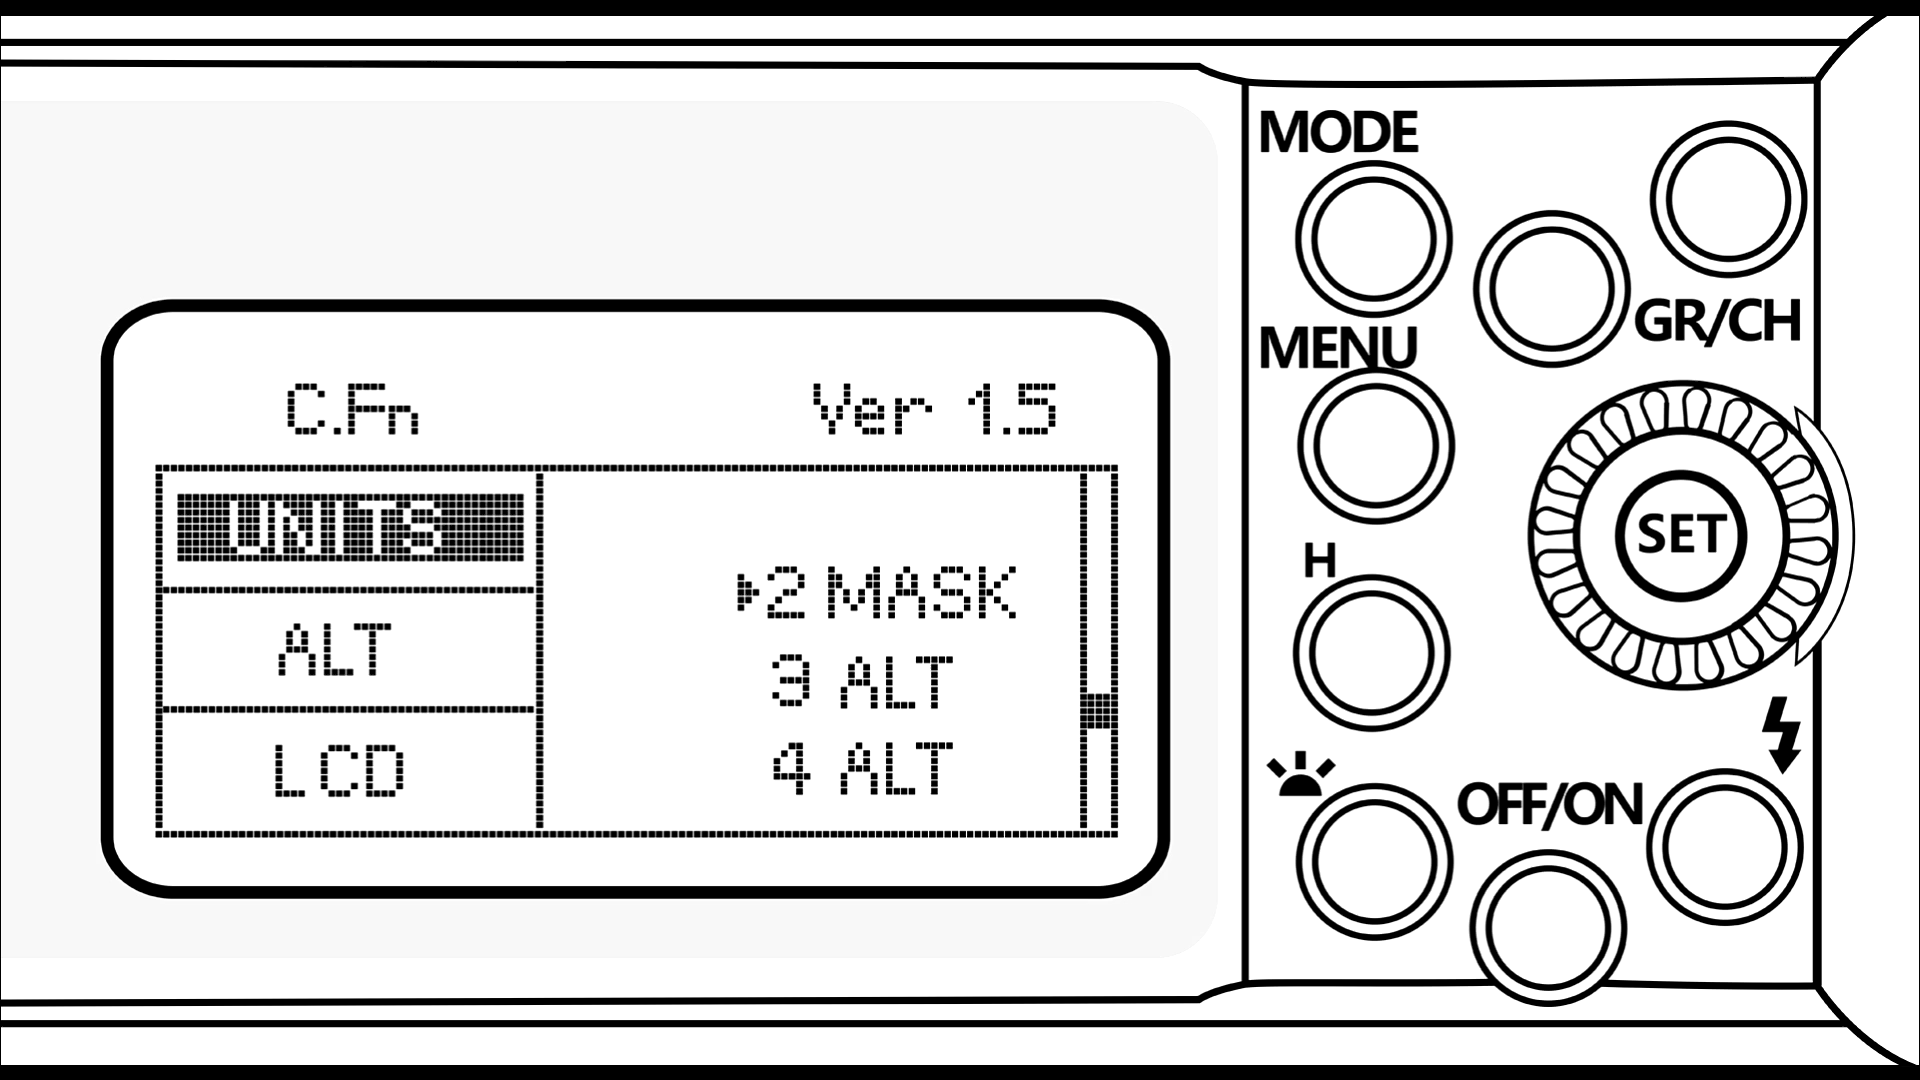 C.Fn Ver 1.5
UNITS
ALT
LCD
2 MASK
3 ALT
4 ALT
MODE
GR/CH
MENU
SET
H
OFF/ON